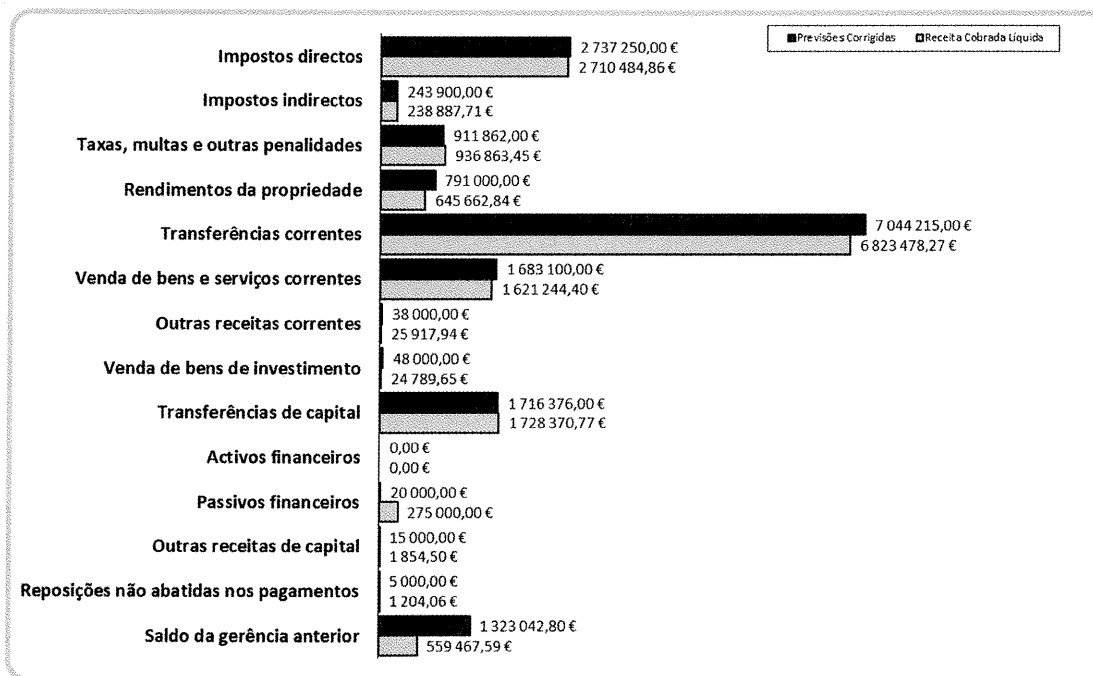 Previsões Corrigidas
Receita Cobrada Líquida
Impostos directos
2 737 250,00 €
2 710 484,86 €
Impostos indirectos
243 900,00 €
238 887,71 €
Taxas, multas e outras penalidades
911 862,00 €
936 863,45 €
Rendimentos da propriedade
791 000,00 €
645 662,84 €
Transferências correntes
7 044 215,00 €
6 823 478,27 €
Venda de bens e serviços correntes
1 683 100,00 €
1 621 244,40 €
Outras receitas correntes
38 000,00 €
25 917,94 €
Venda de bens de investimento
48 000,00 €
24 789,65 €
Transferências de capital
1 716 376,00 €
1 728 370,77 €
Activos financeiros
0,00 €
0,00 €
Passivos financeiros
20 000,00 €
275 000,00 €
Outras receitas de capital
15 000,00 €
1 854,50 €
Reposições não abatidas nos pagamentos
5 000,00 €
1 204,06 €
Saldo da gerência anterior
1 323 042,80 €
559 467,59 €